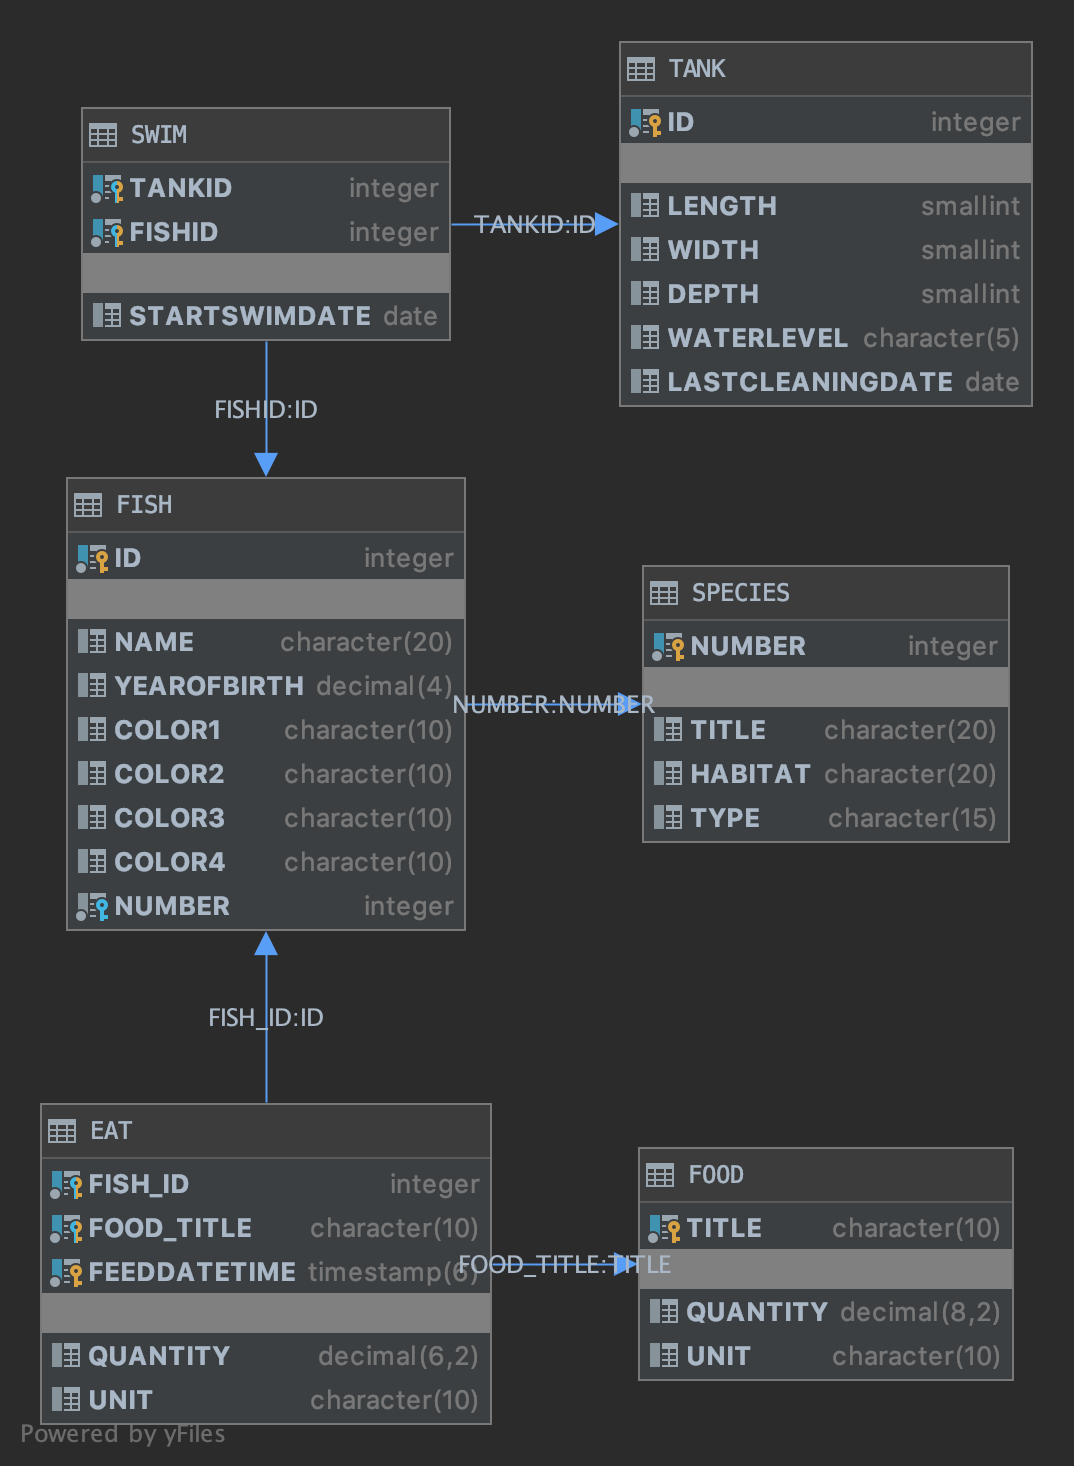 TANK
ID integer
LENGTH smallint
WIDTH smallint
DEPTH smallint
WATERLEVEL character(5)
LASTCLEANINGDATE date
SWIM
TANKID integer
FISHID integer
STARTSWIMDATE date
TANKID:ID
FISHID:ID
FISH
ID integer
NAME character(20)
YEAROFBIRTH decimal(4)
COLOR1 character(10)
COLOR2 character(10)
COLOR3 character(10)
COLOR4 character(10)
NUMBER integer
NUMBER:NUMBER
SPECIES
NUMBER integer
TITLE character(20)
HABITAT character(20)
TYPE character(15)
FISH_ID:ID
EAT
FISH_ID integer
FOOD_TITLE character(10)
FEEDDATETIME timestamp(6)
QUANTITY decimal(6,2)
UNIT character(10)
FOOD_TITLE:TITLE
FOOD
TITLE character(10)
QUANTITY decimal(8,2)
UNIT character(10)
Powered by yFiles